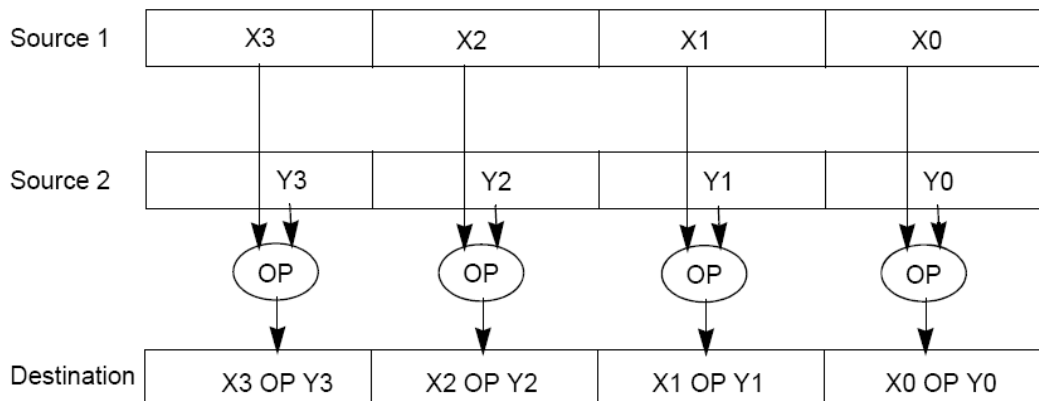 Source 1 X3 X2 X1 X0
Source 2 Y3 Y2 Y1 Y0
OP OP OP OP
Destination X3 OP Y3 X2 OP Y2 X1 OP Y1 X0 OP Y0